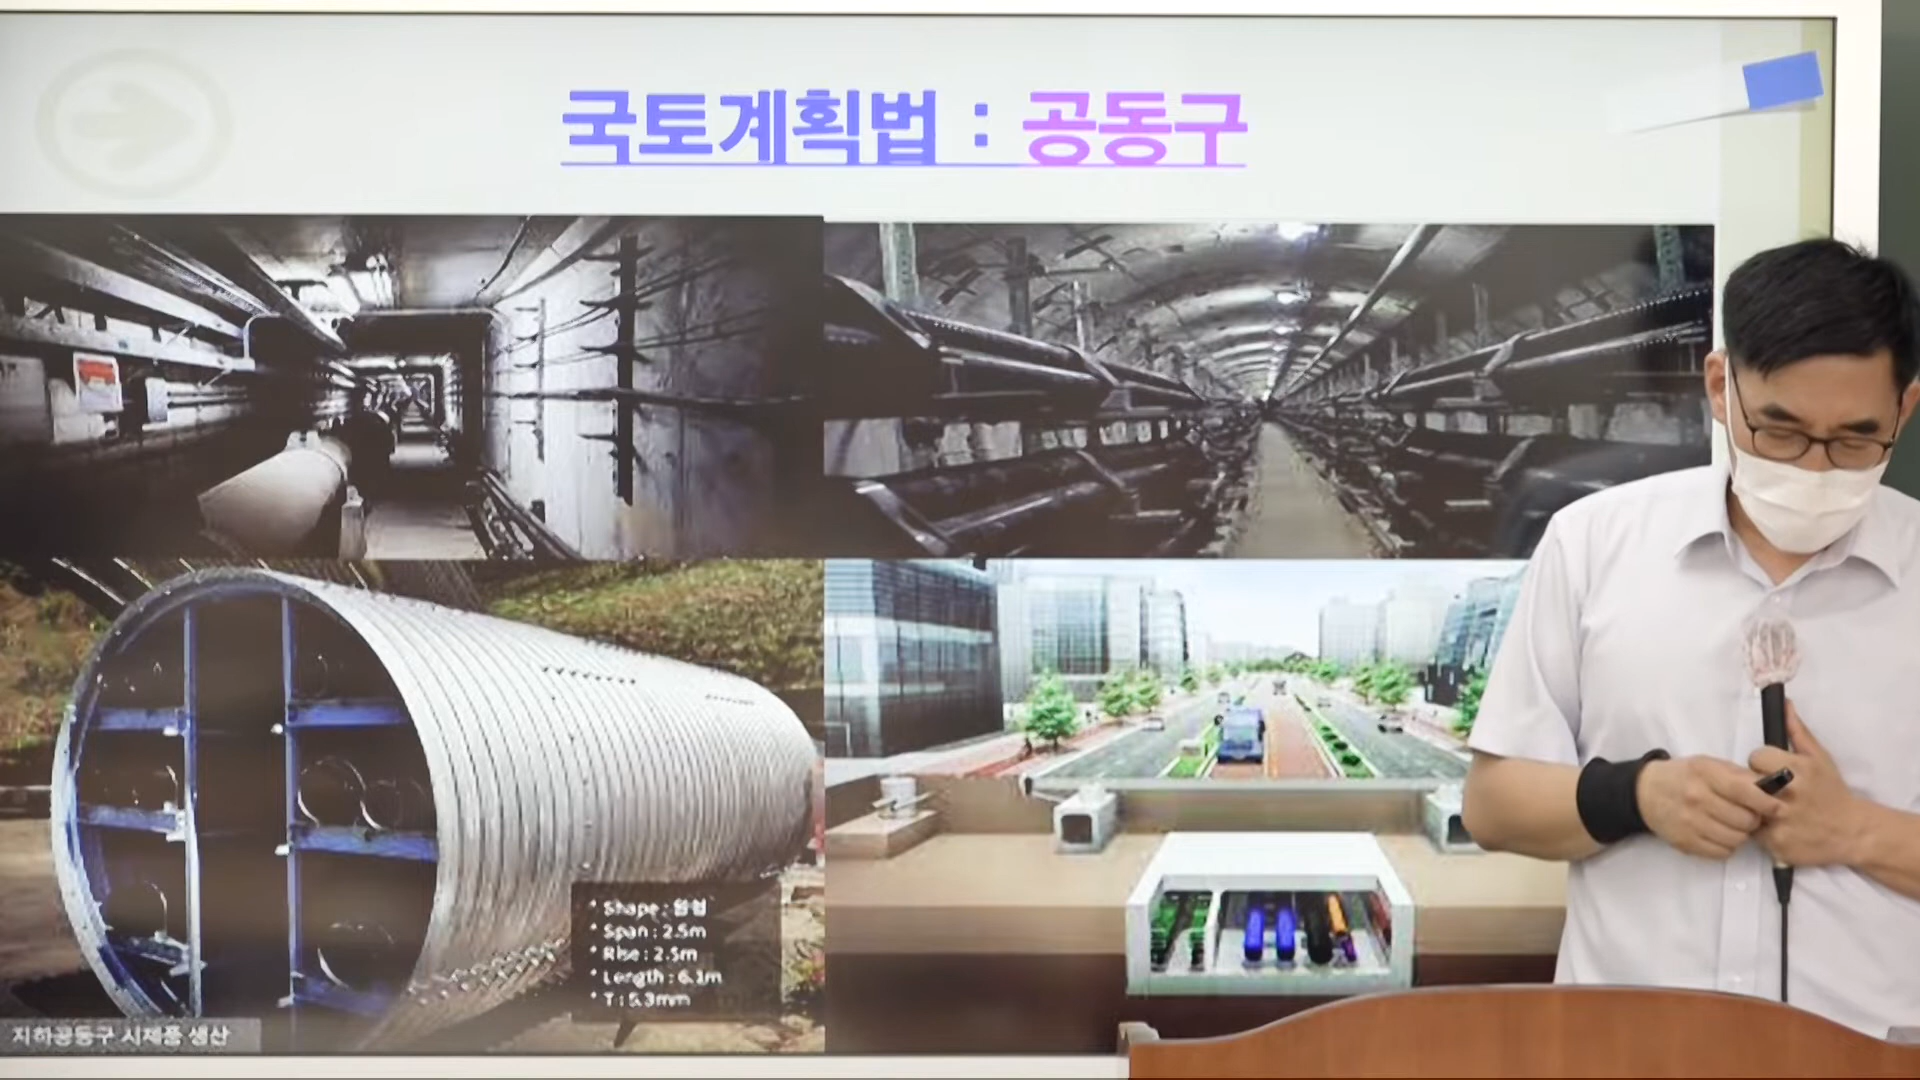 국토계획법 : 공동구
* Shape : 원형
* Span : 2.5m
* Rise : 2.5m
* Length : 6.1m
* T : 5.3mm
지하공동구 시제품 생산